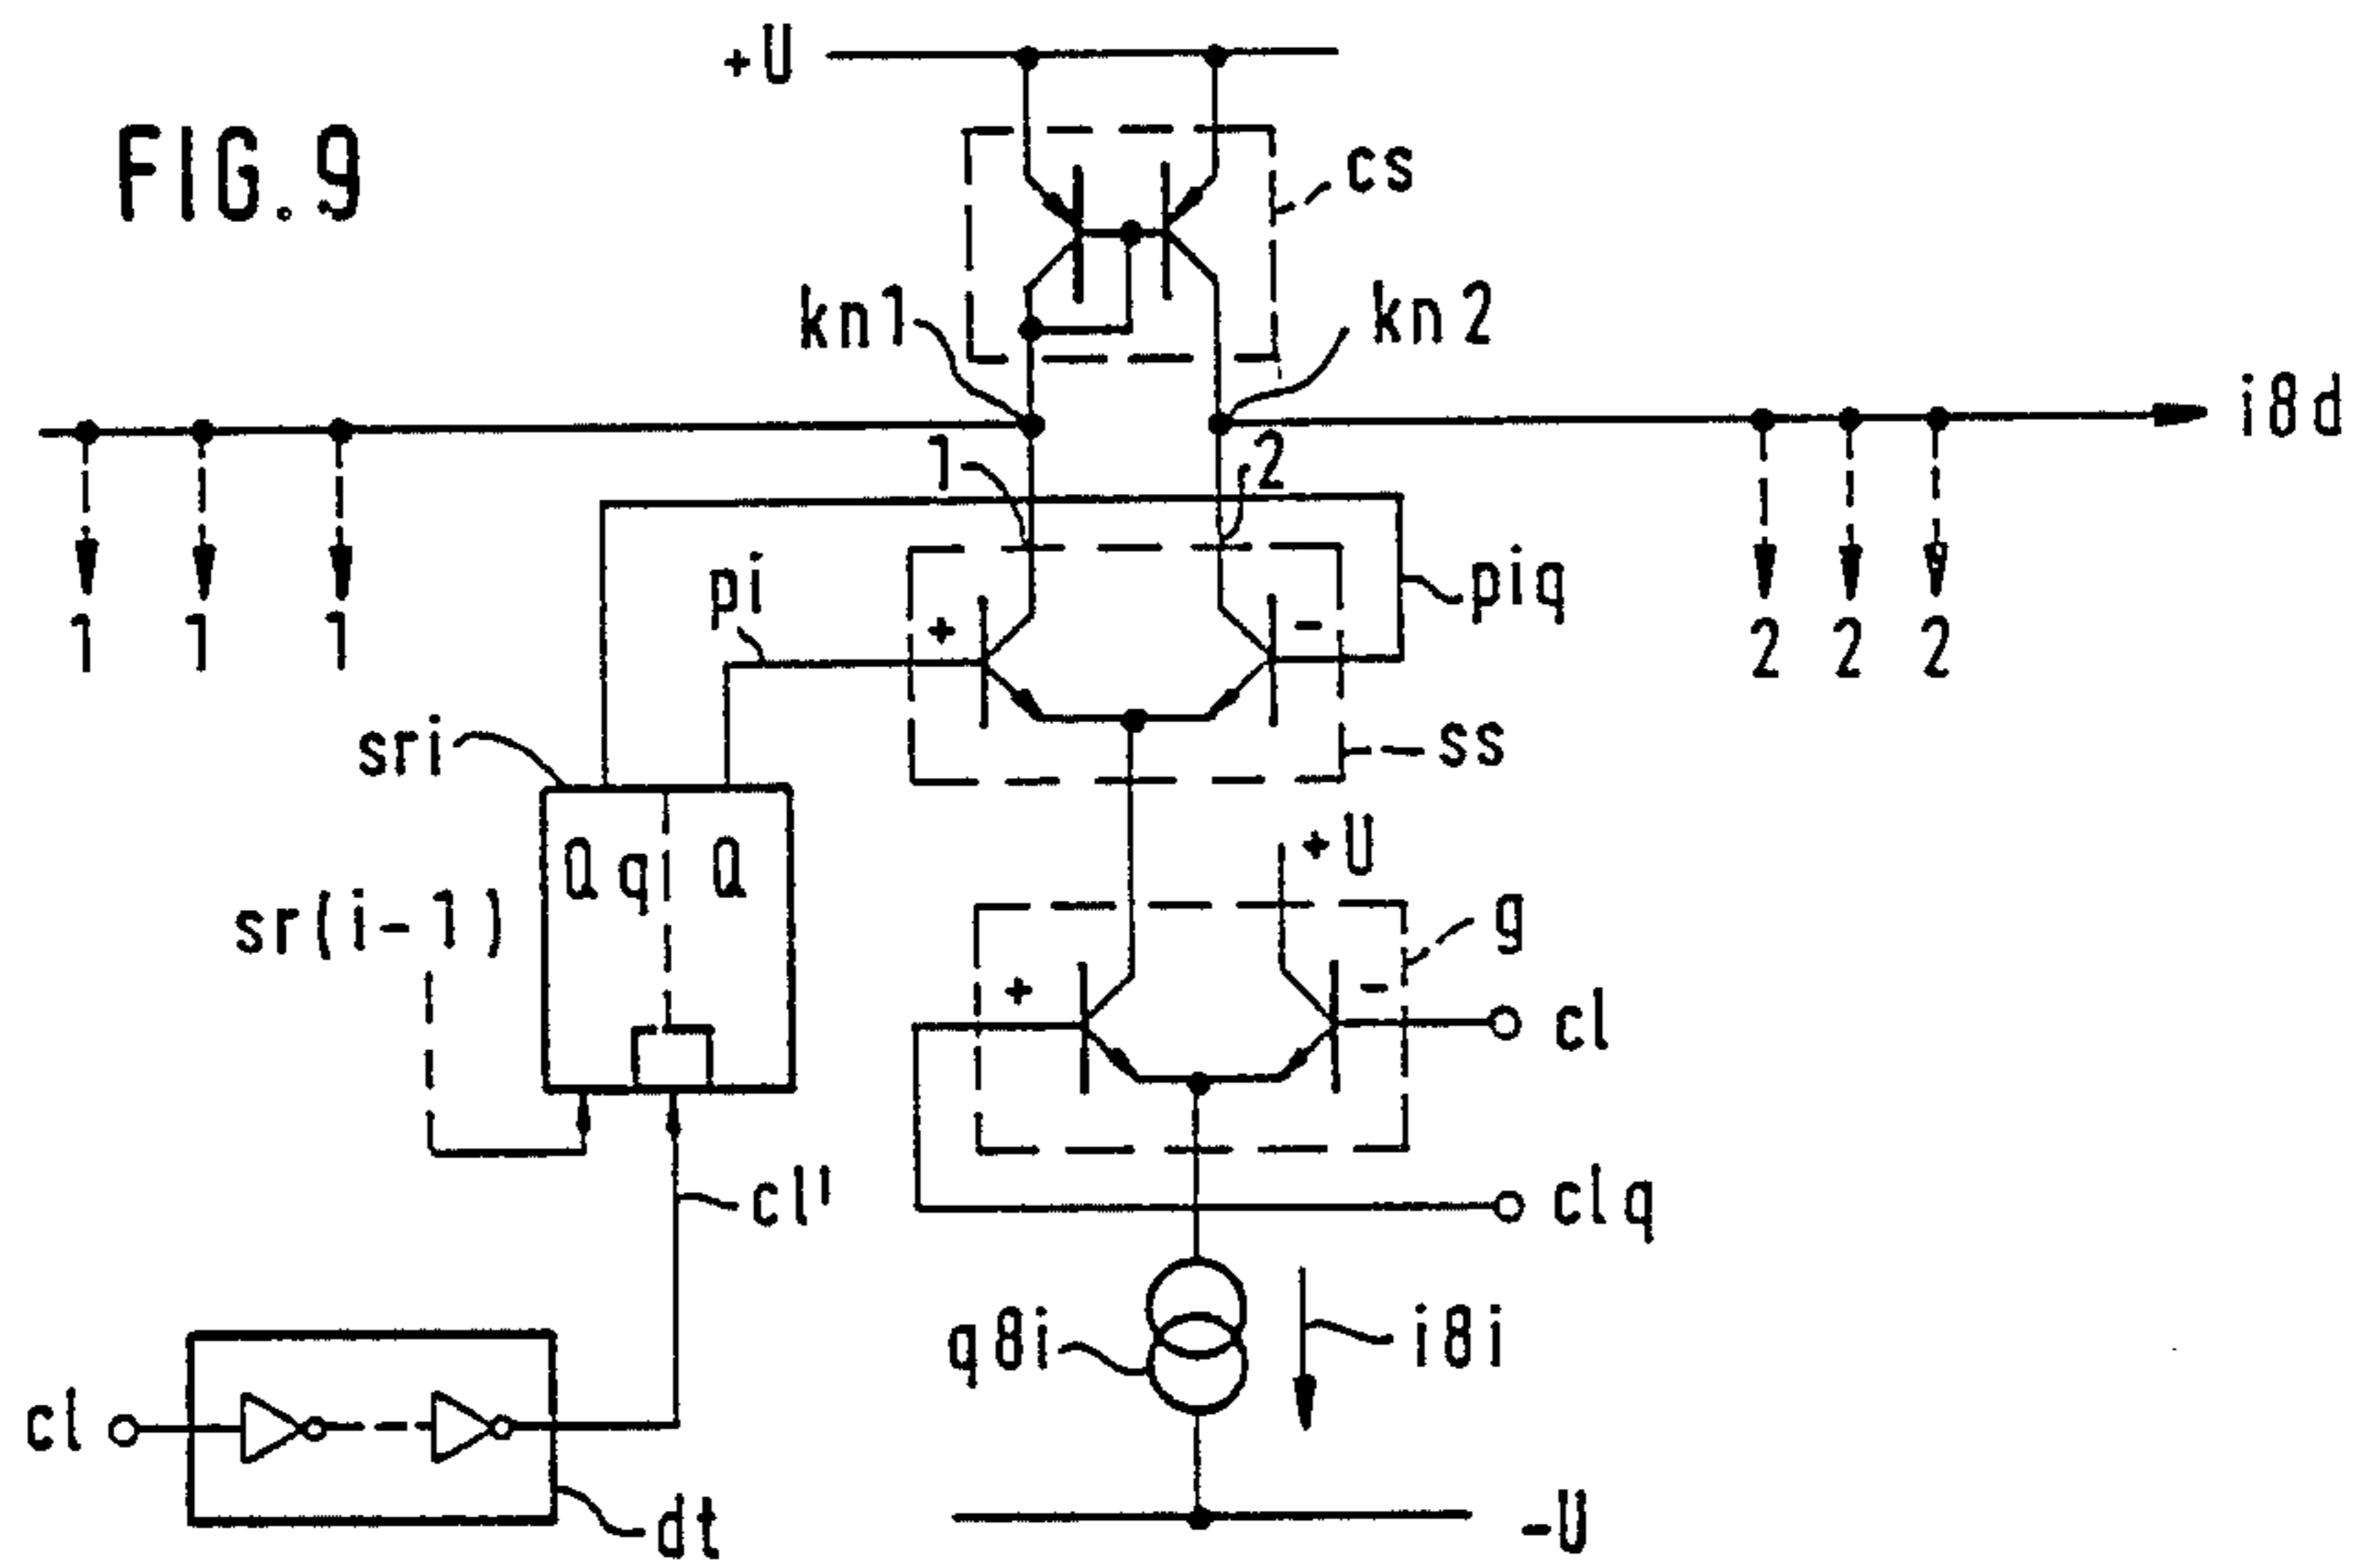 +U
FIG.9
cs
kn1
kn2
i8d
1
2
pi
+
-
piq
1 1 1
2 2 2
sri
ss
Qq Q
+U
sr(i-1)
g
+
-
cl
cl'
clq
q8i
i8i
cl
dt
-U